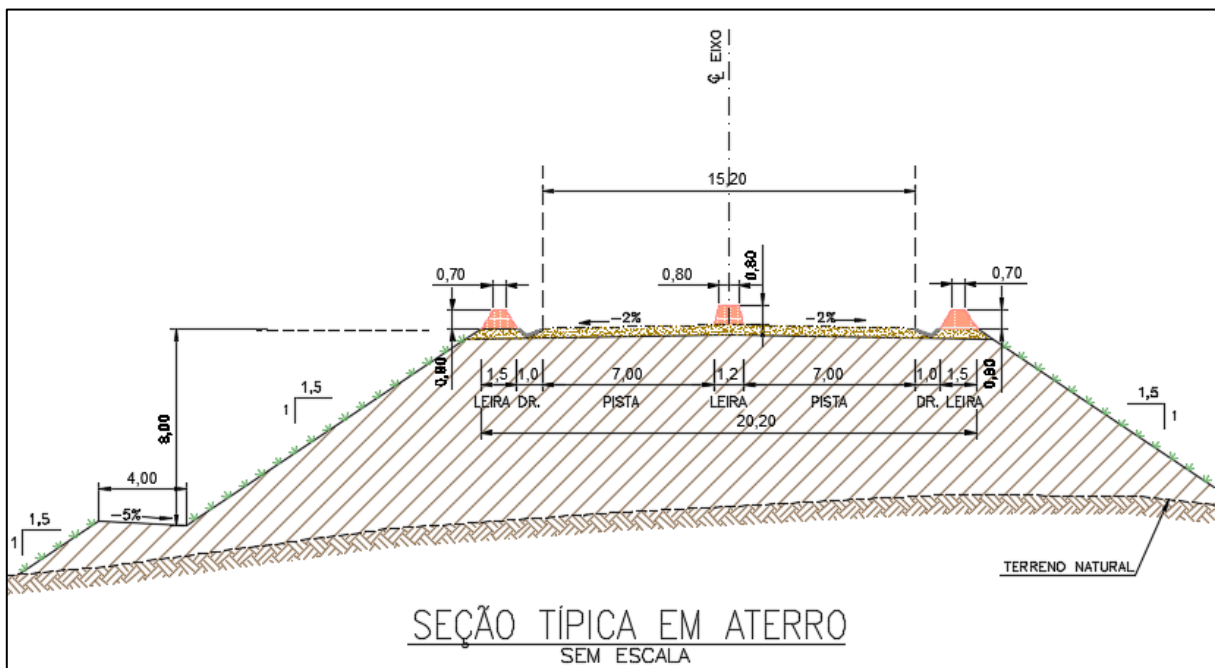 ℄ EIXO
15,20
0,70
0,80
0,80
0,70
-2%
-2%
0,80
0,80
1,5
1,0
7,00
1,2
7,00
1,0
1,5
LEIRA
DR.
PISTA
LEIRA
PISTA
DR.
LEIRA
20,20
1,5
1
1,5
1
8,00
4,00
-5%
1,5
1
TERRENO NATURAL
SEÇÃO TÍPICA EM ATERRO
SEM ESCALA